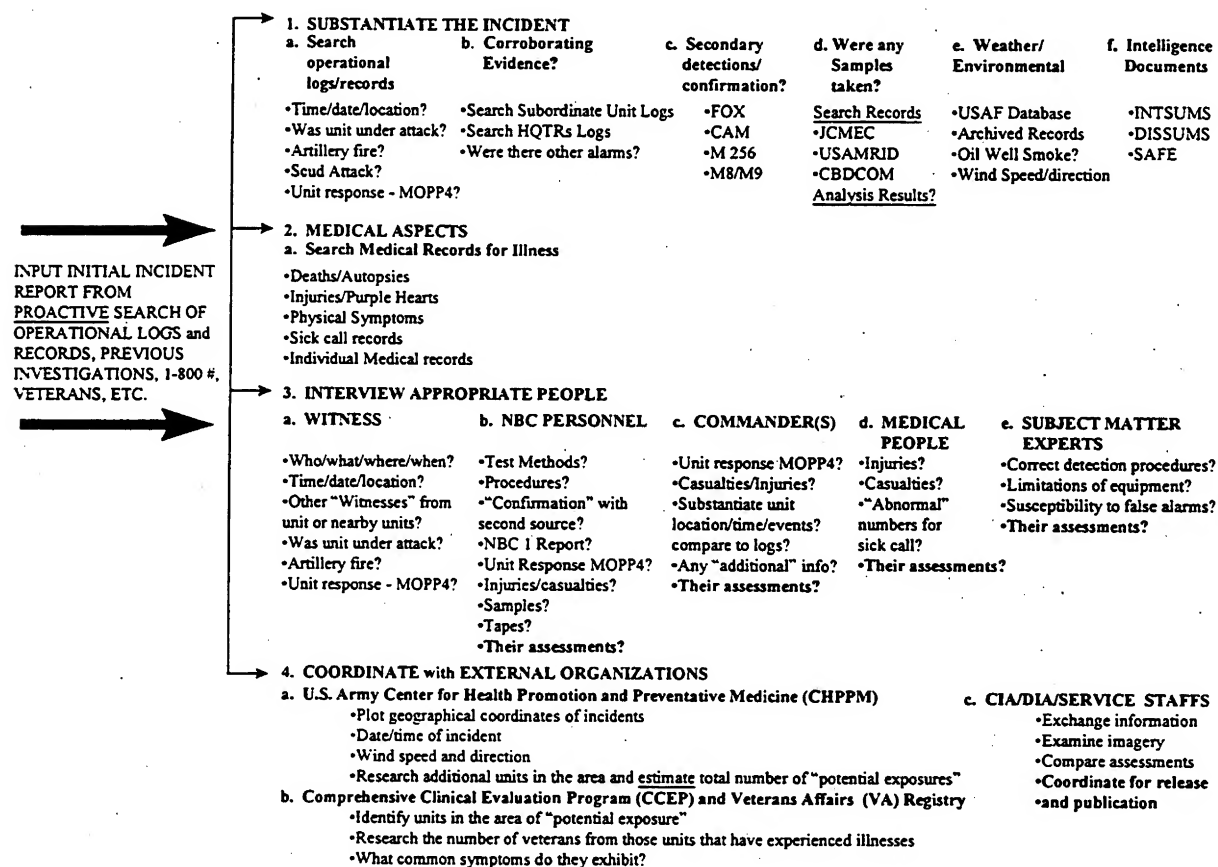 1. SUBSTANTIATE THE INCIDENT
a. Search
operational
logs/records
•Time/date/location?
•Was unit under attack?
•Artillery fire?
•Scud Attack?
•Unit response - MOPP4?
b. Corroborating
Evidence?
•Search Subordinate Unit Logs
•Search HQTRs Logs
•Were there other alarms?
c. Secondary
detections/
confirmation?
•FOX
•CAM
•M 256
•M8/M9
d. Were any
Samples
taken?
Search Records
•JCMEC
•USAMRID
•CBDCOM
Analysis Results?
e. Weather/
Environmental
•USAF Database
•Archived Records
•Oil Well Smoke?
•Wind Speed/direction
f. Intelligence
Documents
•INTSUMS
•DISSUMS
•SAFE
INPUT INITIAL INCIDENT
REPORT FROM
PROACTIVE SEARCH OF
OPERATIONAL LOGS and
RECORDS, PREVIOUS
INVESTIGATIONS, 1-800 #,
VETERANS, ETC.
2. MEDICAL ASPECTS
a. Search Medical Records for Illness
•Deaths/Autopsies
•Injuries/Purple Hearts
•Physical Symptoms
•Sick call records
•Individual Medical records
3. INTERVIEW APPROPRIATE PEOPLE
a. WITNESS
•Who/what/where/when?
•Time/date/location?
•Other "Witnesses" from
unit or nearby units?
•Was unit under attack?
•Artillery fire?
•Unit response - MOPP4?
b. NBC PERSONNEL
•Test Methods?
•Procedures?
•"Confirmation" with
second source?
•NBC 1 Report?
•Unit Response MOPP4?
•Injuries/casualties?
•Samples?
•Tapes?
•Their assessments?
c. COMMANDER(S)
•Unit response MOPP4?
•Casualties/Injuries?
•Substantiate unit
location/time/events?
compare to logs?
•Any "additional" info?
•Their assessments?
d. MEDICAL
PEOPLE
•Injuries?
•Casualties?
•"Abnormal"
numbers for
sick call?
•Their assessments?
e. SUBJECT MATTER
EXPERTS
•Correct detection procedures?
•Limitations of equipment?
•Susceptibility to false alarms?
•Their assessments?
4. COORDINATE with EXTERNAL ORGANIZATIONS
a. U.S. Army Center for Health Promotion and Preventative Medicine (CHPPM)
•Plot geographical coordinates of incidents
•Date/time of incident
•Wind speed and direction
•Research additional units in the area and estimate total number of "potential exposures"
b. Comprehensive Clinical Evaluation Program (CCEP) and Veterans Affairs (VA) Registry
•Identify units in the area of "potential exposure"
•Research the number of veterans from those units that have experienced illnesses
•What common symptoms do they exhibit?
c. CIA/DIA/SERVICE STAFFS
•Exchange information
•Examine imagery
•Compare assessments
•Coordinate for release
•and publication